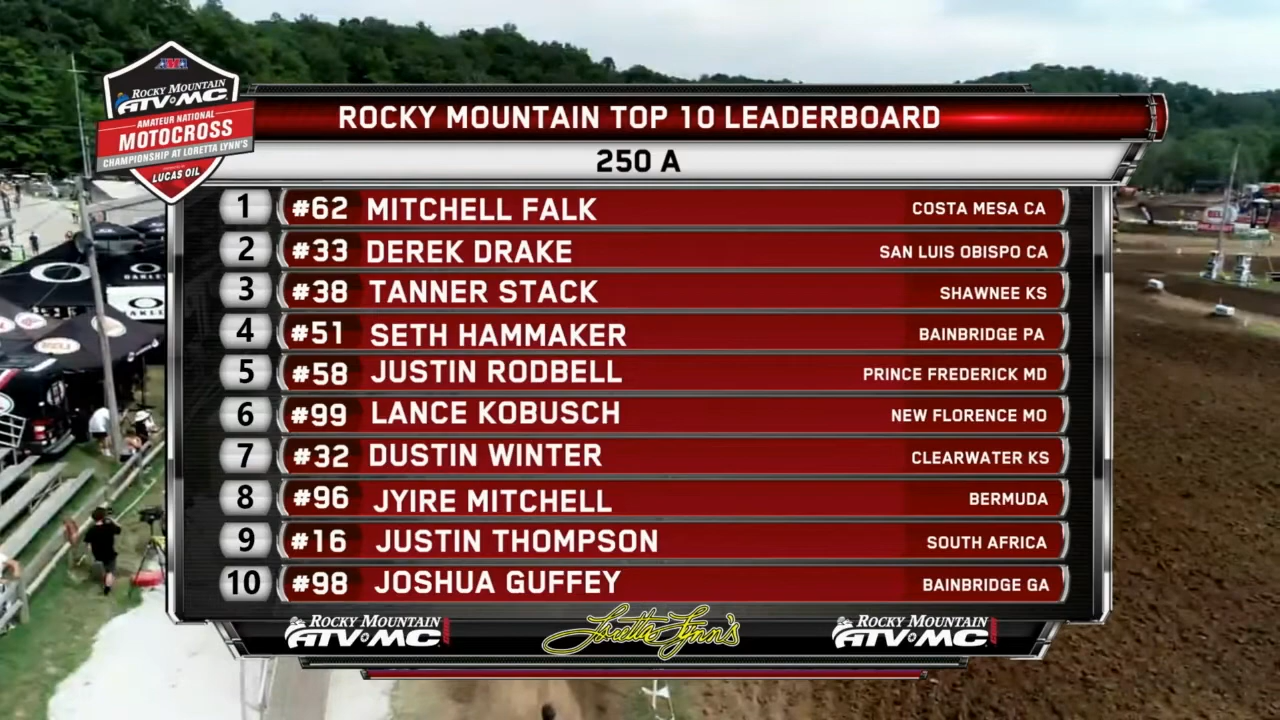 AMA
ROCKY MOUNTAIN
ATV MC
AMATEUR NATIONAL
MOTOCROSS
CHAMPIONSHIP AT LORETTA LYNN'S
LUCAS OIL
ROCKY MOUNTAIN TOP 10 LEADERBOARD
250 A
1 #62 MITCHELL FALK COSTA MESA CA
2 #33 DEREK DRAKE SAN LUIS OBISPO CA
3 #38 TANNER STACK SHAWNEE KS
4 #51 SETH HAMMAKER BAINBRIDGE PA
5 #58 JUSTIN RODBELL PRINCE FREDERICK MD
6 #99 LANCE KOBUSCH NEW FLORENCE MO
7 #32 DUSTIN WINTER CLEARWATER KS
8 #96 JYIRE MITCHELL BERMUDA
9 #16 JUSTIN THOMPSON SOUTH AFRICA
10 #98 JOSHUA GUFFEY BAINBRIDGE GA
ROCKY MOUNTAIN
ATV MC
Loretta Lynn's
ROCKY MOUNTAIN
ATV MC
OAKLEY
BELL